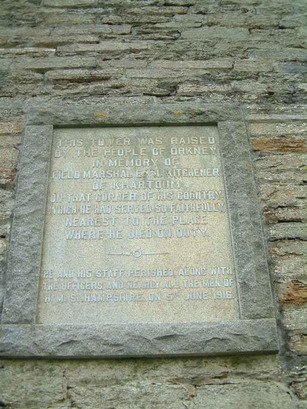 THIS TOWER WAS RAISED
BY THE PEOPLE OF ORKNEY
IN MEMORY OF
FIELD MARSHAL EARL KITCHENER
OF KHARTOUM
ON THAT CORNER OF HIS COUNTRY
WHICH HE HAD SERVED SO FAITHFULLY
NEAREST TO THE PLACE
WHERE HE DIED ON DUTY.
HE AND HIS STAFF PERISHED ALONG WITH
THE OFFICERS AND NEARLY ALL THE MEN OF
H.M.S. HAMPSHIRE ON 5TH JUNE 1916.